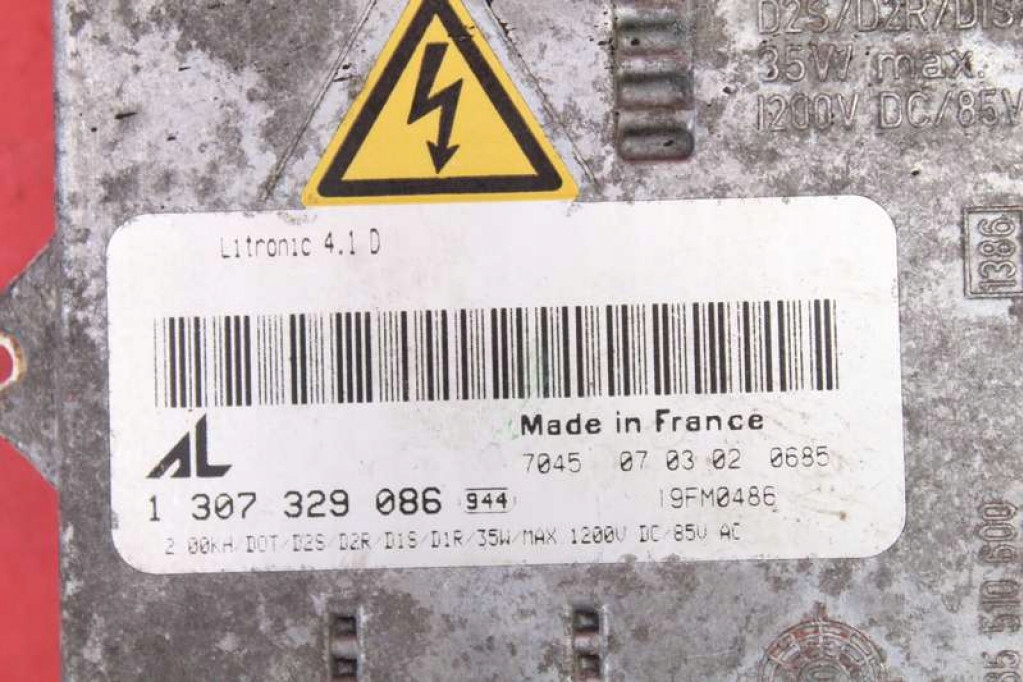 D2S/D2R/D1S/
35W max.
1200V DC/85V
1386
Litronic 4.1 D
Made in France
7045 07 03 02 0685
AL
1 307 329 086 944
19FM0486
2.00kH/DOT/D2S/D2R/D1S/D1R/35W/MAX.1200V DC/85V AC
510 600